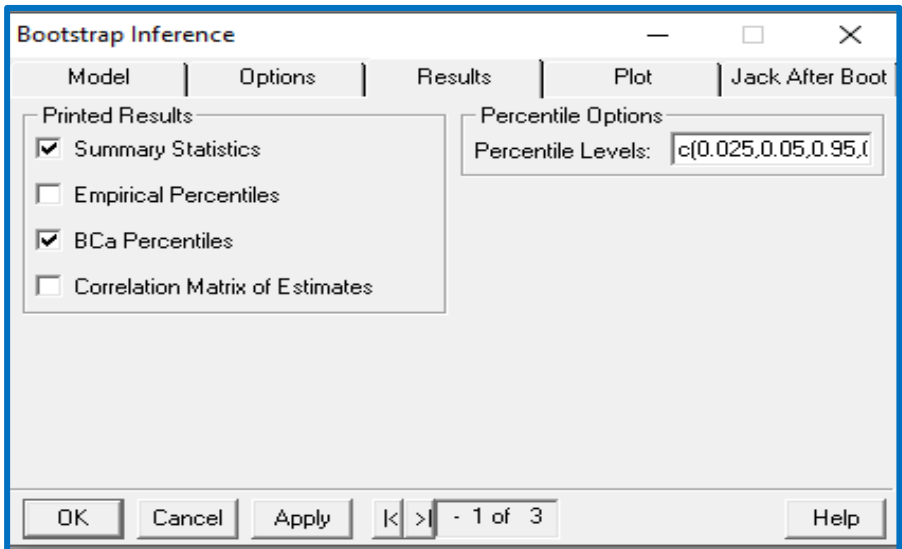 Bootstrap Inference
Model Options Results Plot Jack After Boot
Printed Results
Summary Statistics
Empirical Percentiles
BCa Percentiles
Correlation Matrix of Estimates
Percentile Options
Percentile Levels: c(0.025,0.05,0.95,(
OK Cancel Apply |< >| - 1 of 3 Help